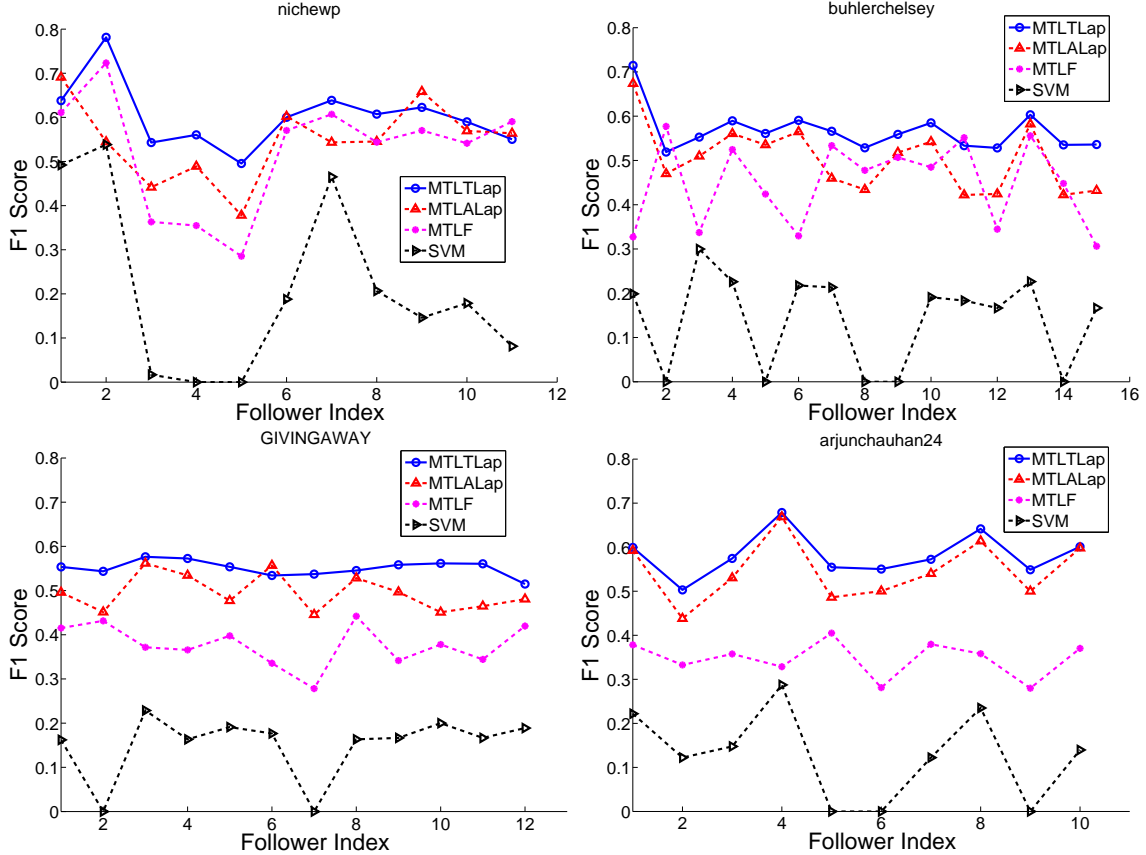 nichewp
0.8
0.7
0.6
0.5
0.4
0.3
0.2
0.1
0
F1 Score
2 4 6 8 10 12
Follower Index
MTLTLap
MTLALap
MTLF
SVM
buhlerchelsey
0.8
0.7
0.6
0.5
0.4
0.3
0.2
0.1
0
F1 Score
2 4 6 8 10 12 14 16
Follower Index
MTLTLap
MTLALap
MTLF
SVM
GIVINGAWAY
0.8
0.7
0.6
0.5
0.4
0.3
0.2
0.1
0
F1 Score
2 4 6 8 10 12
Follower Index
MTLTLap
MTLALap
MTLF
SVM
arjunchauhan24
0.8
0.7
0.6
0.5
0.4
0.3
0.2
0.1
0
F1 Score
2 4 6 8 10
Follower Index
MTLTLap
MTLALap
MTLF
SVM